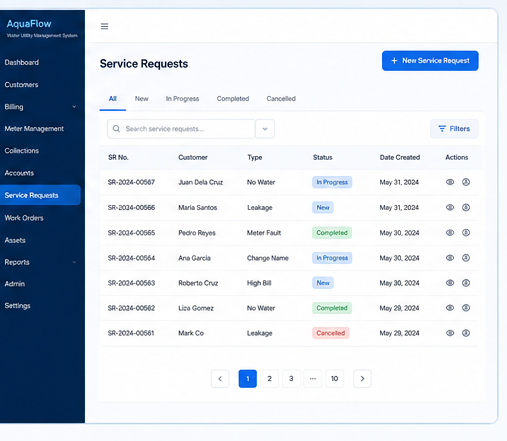 AquaFlow
Water Utility Management System
Dashboard
Customers
Billing
Meter Management
Collections
Accounts
Service Requests
Work Orders
Assets
Reports
Admin
Settings
Service Requests
+ New Service Request
All New In Progress Completed Cancelled
Search service requests...
Filters
SR No. Customer Type Status Date Created Actions
SR-2024-00567 Juan Dela Cruz No Water In Progress May 31, 2024
SR-2024-00566 Maria Santos Leakage New May 31, 2024
SR-2024-00565 Pedro Reyes Meter Fault Completed May 30, 2024
SR-2024-00564 Ana Garcia Change Name In Progress May 30, 2024
SR-2024-00563 Roberto Cruz High Bill New May 30, 2024
SR-2024-00562 Liza Gomez No Water Completed May 29, 2024
SR-2024-00561 Mark Co Leakage Cancelled May 29, 2024
1 2 3 ... 10